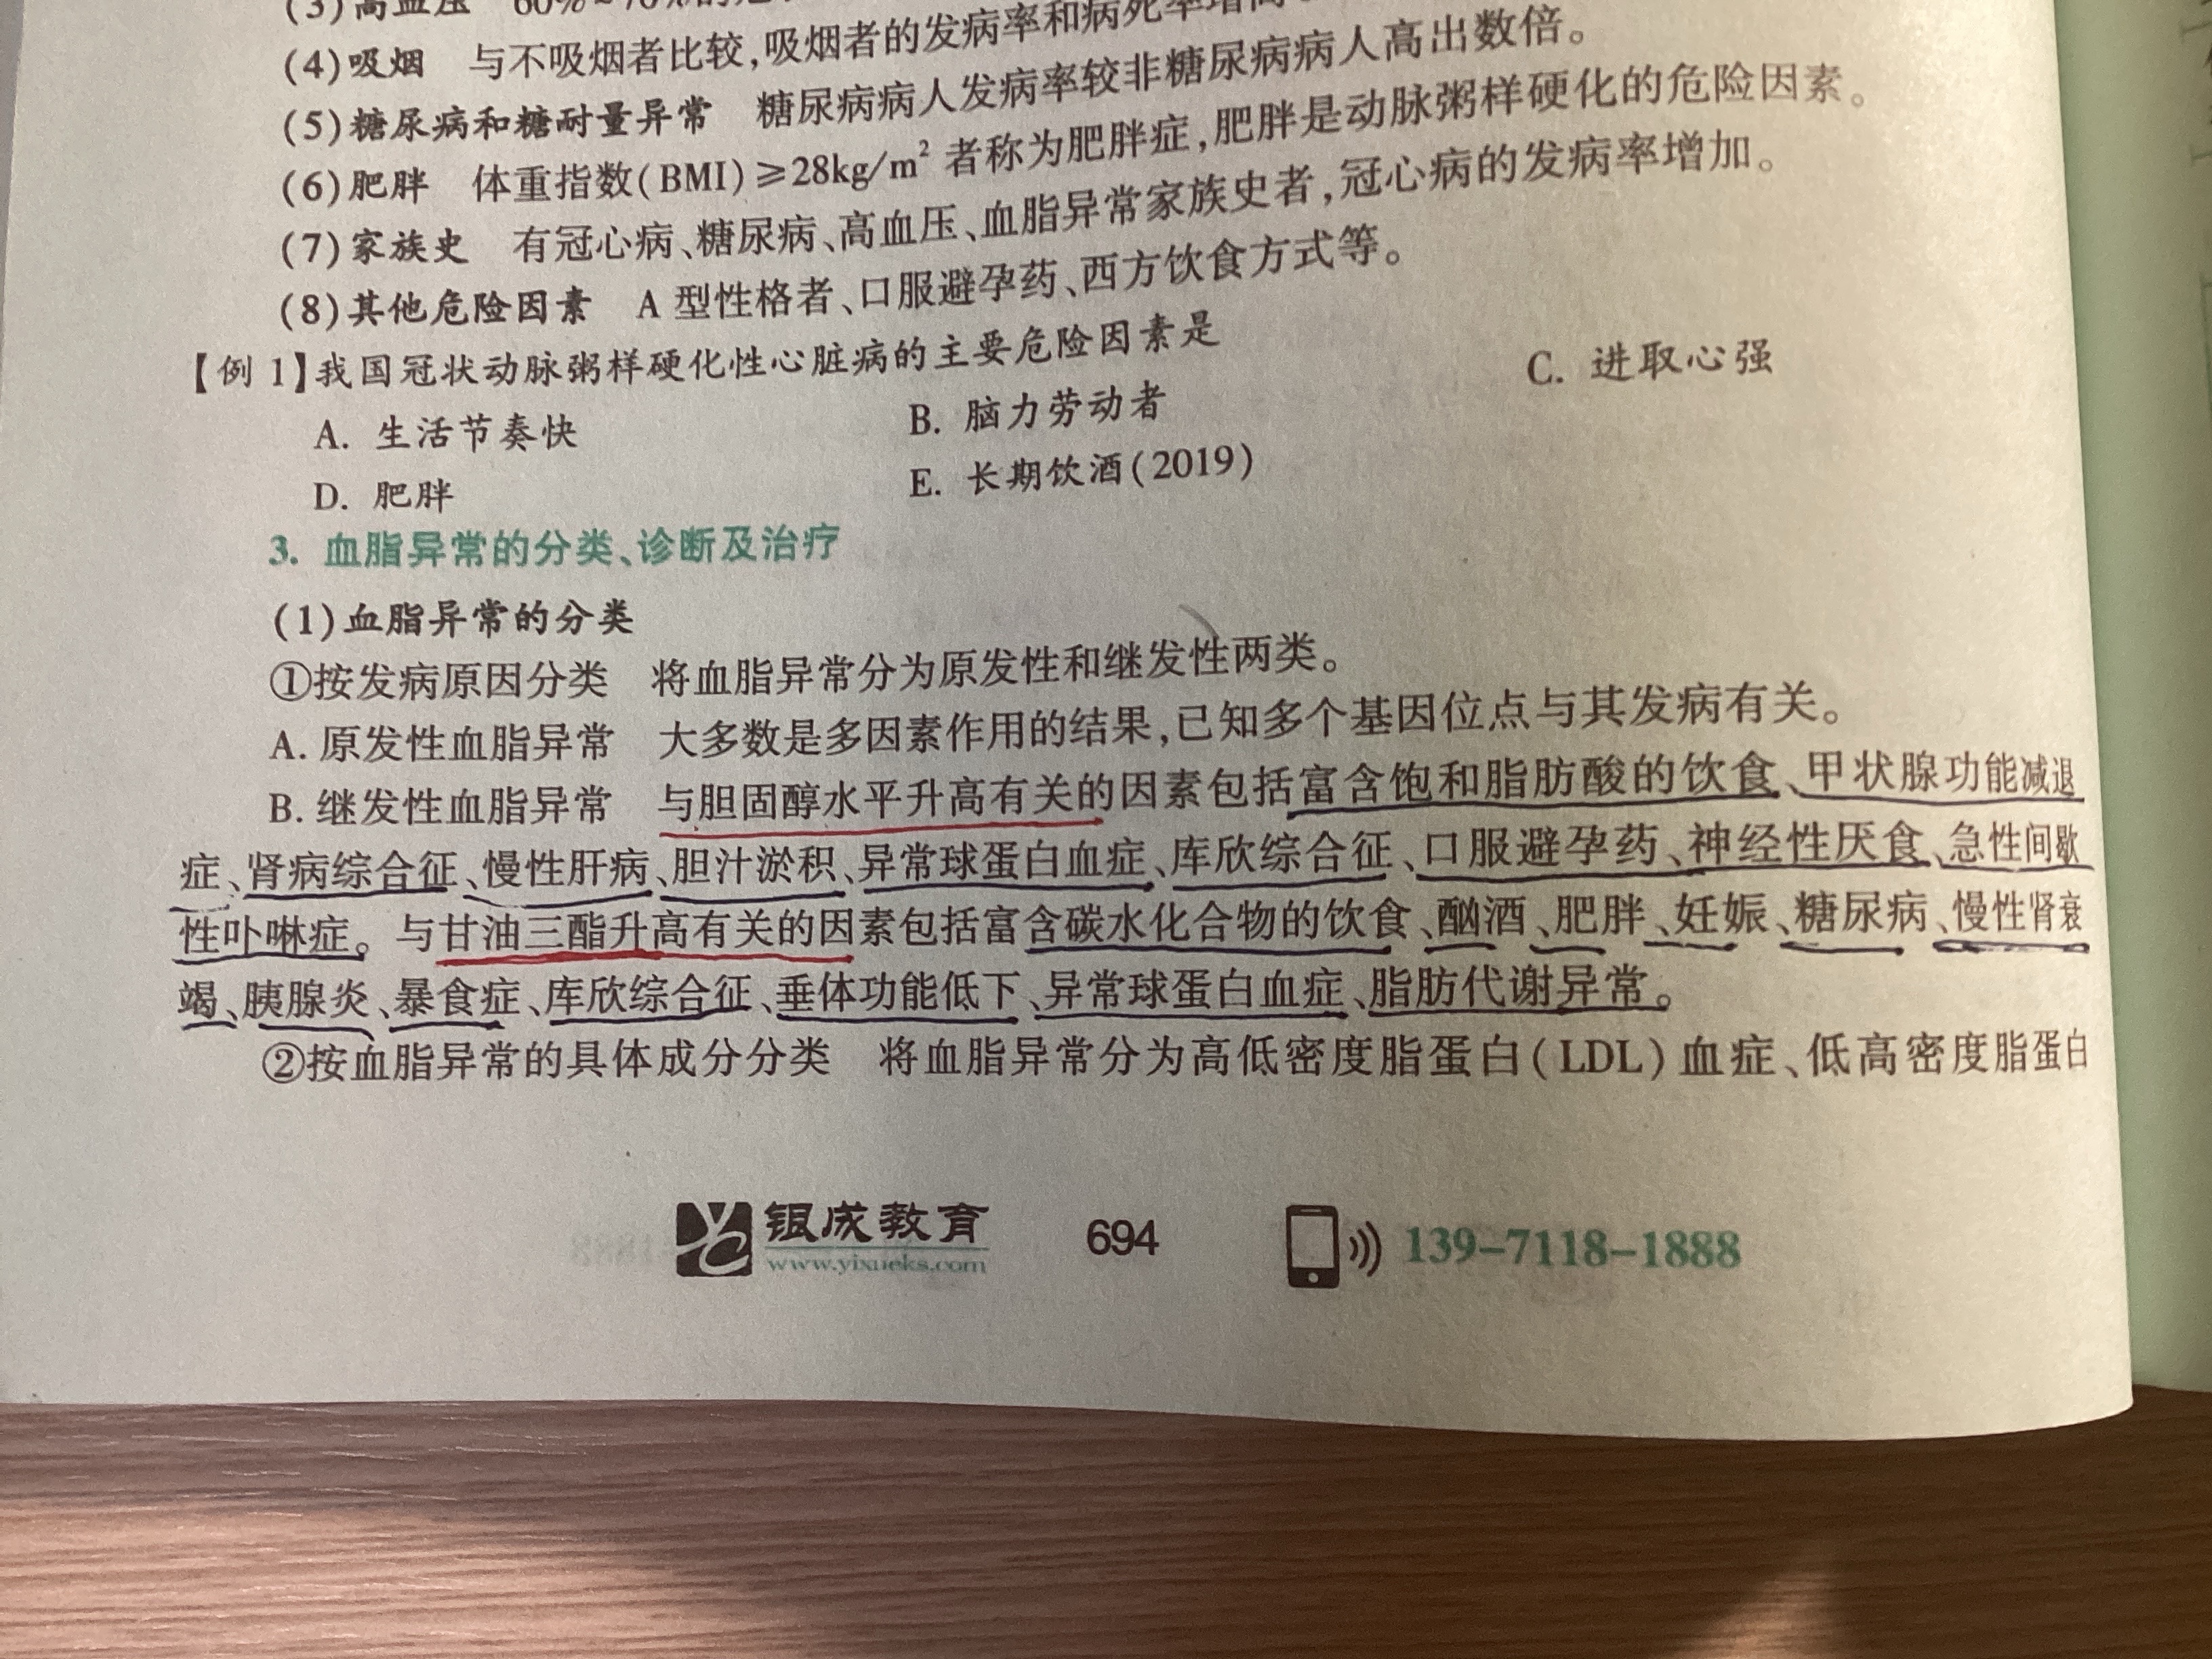 (3)高血压 60%~70%的
(4)吸烟 与不吸烟者比较,吸烟者的发病率和病死率增高
(5)糖尿病和糖耐量异常 糖尿病病人发病率较非糖尿病病人高出数倍。
(6)肥胖 体重指数(BMI)≥28kg/m²者称为肥胖症,肥胖是动脉粥样硬化的危险因素。
(7)家族史 有冠心病、糖尿病、高血压、血脂异常家族史者,冠心病的发病率增加。
(8)其他危险因素 A型性格者、口服避孕药、西方饮食方式等。
【例1】我国冠状动脉粥样硬化性心脏病的主要危险因素是
A. 生活节奏快 B. 脑力劳动者 C. 进取心强
D. 肥胖 E. 长期饮酒(2019)
3. 血脂异常的分类、诊断及治疗
(1)血脂异常的分类
①按发病原因分类 将血脂异常分为原发性和继发性两类。
A. 原发性血脂异常 大多数是多因素作用的结果,已知多个基因位点与其发病有关。
B. 继发性血脂异常 与胆固醇水平升高有关的因素包括富含饱和脂肪酸的饮食、甲状腺功能减退
症、肾病综合征、慢性肝病、胆汁淤积、异常球蛋白血症、库欣综合征、口服避孕药、神经性厌食、急性间歇
性卟啉症。与甘油三酯升高有关的因素包括富含碳水化合物的饮食、酗酒、肥胖、妊娠、糖尿病、慢性肾衰
竭、胰腺炎、暴食症、库欣综合征、垂体功能低下、异常球蛋白血症、脂肪代谢异常。
②按血脂异常的具体成分分类 将血脂异常分为高低密度脂蛋白(LDL)血症、低高密度脂蛋白
银成教育 694 139-7118-1888
www.yixueks.com